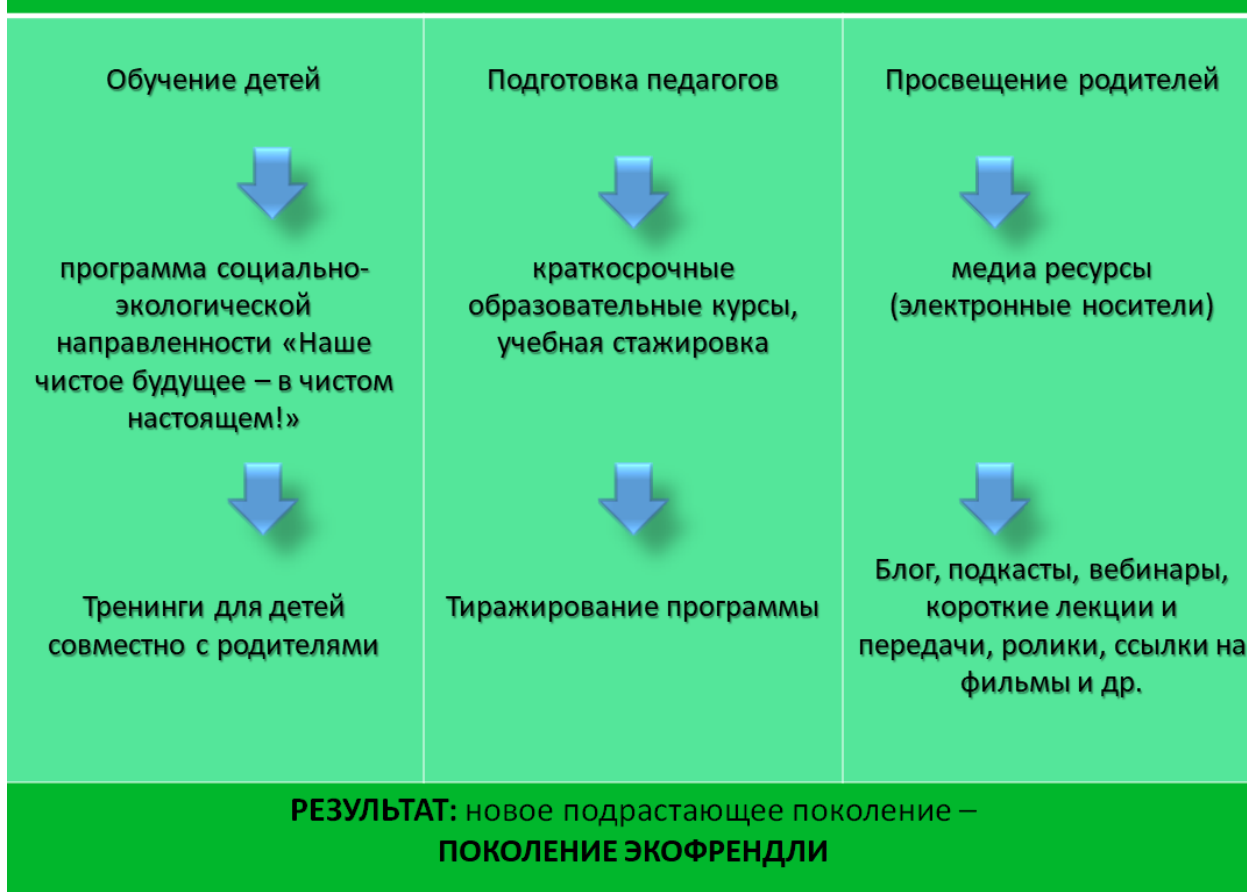 Обучение детей
программа социально-
экологической
направленности «Наше
чистое будущее – в чистом
настоящем!»
Тренинги для детей
совместно с родителями
Подготовка педагогов
краткосрочные
образовательные курсы,
учебная стажировка
Тиражирование программы
Просвещение родителей
медиа ресурсы
(электронные носители)
Блог, подкасты, вебинары,
короткие лекции и
передачи, ролики, ссылки на
фильмы и др.
РЕЗУЛЬТАТ: новое подрастающее поколение –
ПОКОЛЕНИЕ ЭКОФРЕНДЛИ